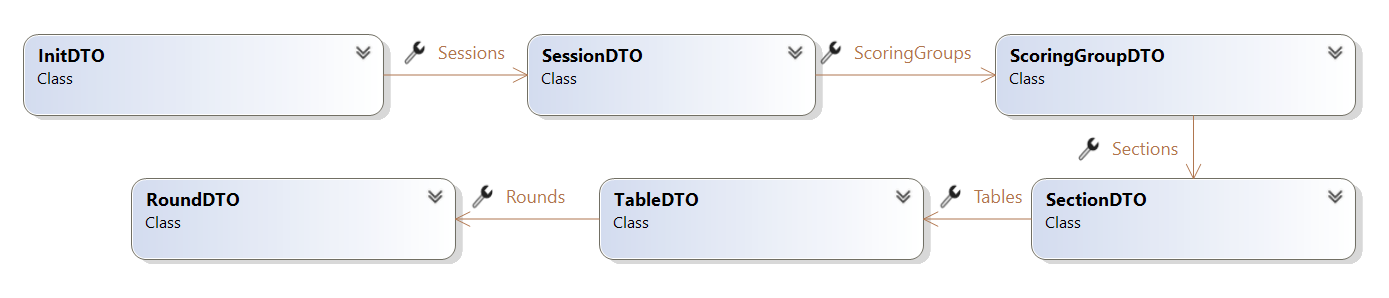 InitDTO
Class
Sessions
SessionDTO
Class
ScoringGroups
ScoringGroupDTO
Class
Sections
RoundDTO
Class
Rounds
TableDTO
Class
Tables
SectionDTO
Class